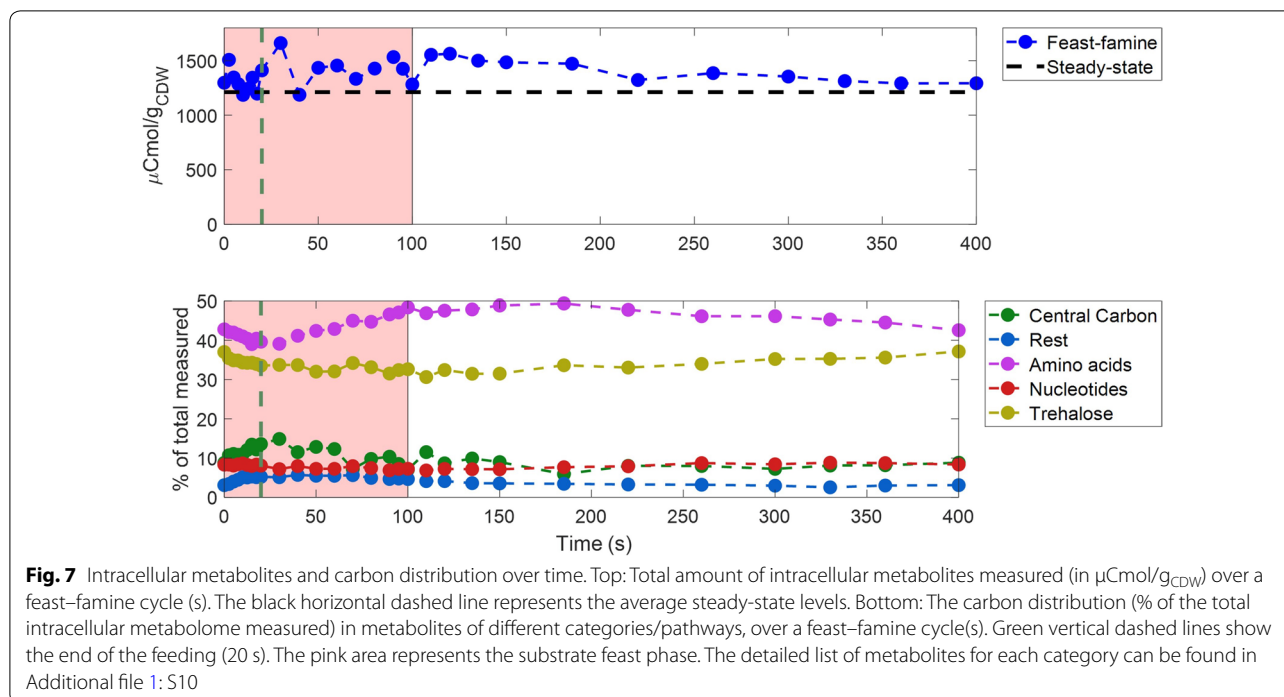 1500
1000
500
0
μCmol/gCDW
0 50 100 150 200 250 300 350 400
Feast-famine
Steady-state
50
40
30
20
10
0
% of total measured
0 50 100 150 200 250 300 350 400
Time (s)
Central Carbon
Rest
Amino acids
Nucleotides
Trehalose
Fig. 7 Intracellular metabolites and carbon distribution over time. Top: Total amount of intracellular metabolites measured (in μCmol/gCDW) over a
feast–famine cycle (s). The black horizontal dashed line represents the average steady-state levels. Bottom: The carbon distribution (% of the total
intracellular metabolome measured) in metabolites of different categories/pathways, over a feast–famine cycle(s). Green vertical dashed lines show
the end of the feeding (20 s). The pink area represents the substrate feast phase. The detailed list of metabolites for each category can be found in
Additional file 1: S10